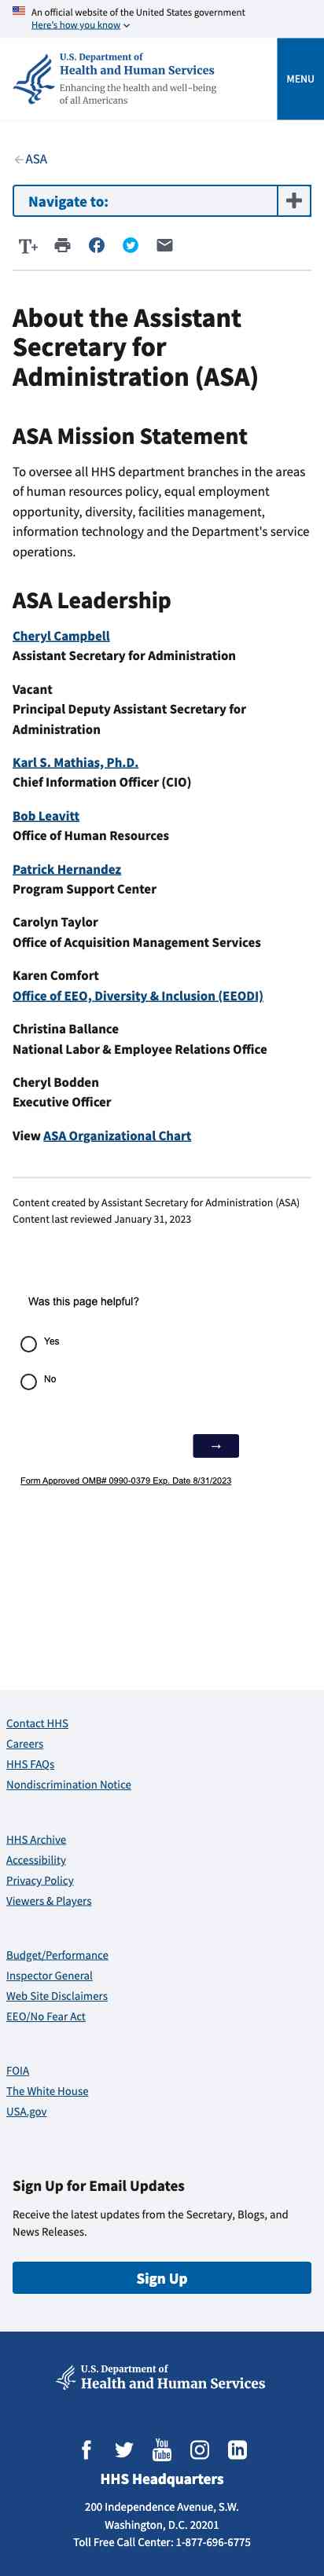 An official website of the United States government
Here's how you know
U.S. Department of
Health and Human Services
Enhancing the health and well-being
of all Americans
MENU
ASA
Navigate to:
T+
About the Assistant
Secretary for
Administration (ASA)
ASA Mission Statement
To oversee all HHS department branches in the areas
of human resources policy, equal employment
opportunity, diversity, facilities management,
information technology and the Department's service
operations.
ASA Leadership
Cheryl Campbell
Assistant Secretary for Administration
Vacant
Principal Deputy Assistant Secretary for
Administration
Karl S. Mathias, Ph.D.
Chief Information Officer (CIO)
Bob Leavitt
Office of Human Resources
Patrick Hernandez
Program Support Center
Carolyn Taylor
Office of Acquisition Management Services
Karen Comfort
Office of EEO, Diversity & Inclusion (EEODI)
Christina Ballance
National Labor & Employee Relations Office
Cheryl Bodden
Executive Officer
View ASA Organizational Chart
Content created by Assistant Secretary for Administration (ASA)
Content last reviewed January 31, 2023
Was this page helpful?
Yes
No
→
Form Approved OMB# 0990-0379 Exp. Date 8/31/2023
Contact HHS
Careers
HHS FAQs
Nondiscrimination Notice
HHS Archive
Accessibility
Privacy Policy
Viewers & Players
Budget/Performance
Inspector General
Web Site Disclaimers
EEO/No Fear Act
FOIA
The White House
USA.gov
Sign Up for Email Updates
Receive the latest updates from the Secretary, Blogs, and
News Releases.
Sign Up
U.S. Department of
Health and Human Services
You Tube
HHS Headquarters
200 Independence Avenue, S.W.
Washington, D.C. 20201
Toll Free Call Center: 1-877-696-6775